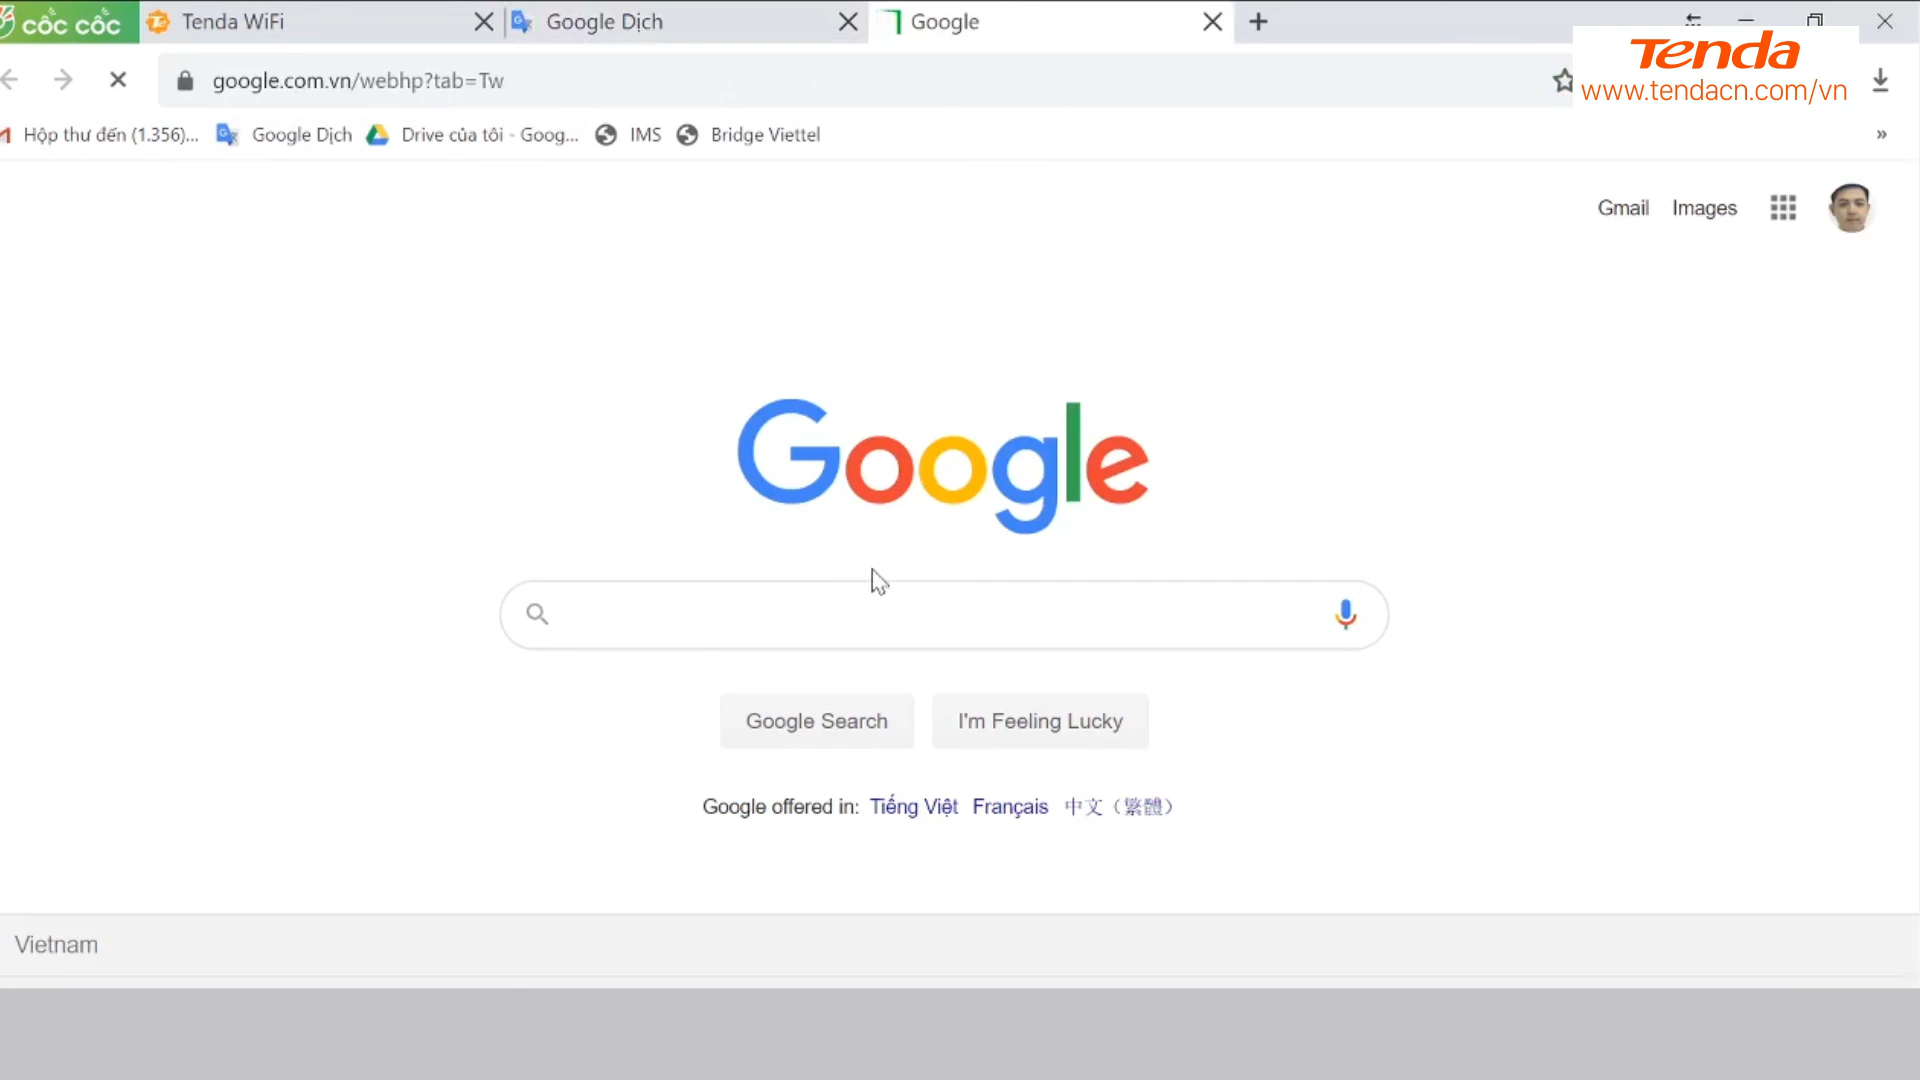 cốc cốc
Tenda WiFi
Google Dịch
Google
Tenda
www.tendacn.com/vn
google.com.vn/webhp?tab=Tw
Hộp thư đến (1.356)...
Google Dịch
Drive của tôi - Goog...
IMS
Bridge Viettel
»
Gmail
Images
Google
Google Search
I'm Feeling Lucky
Google offered in: Tiếng Việt Français 中文（繁體）
Vietnam